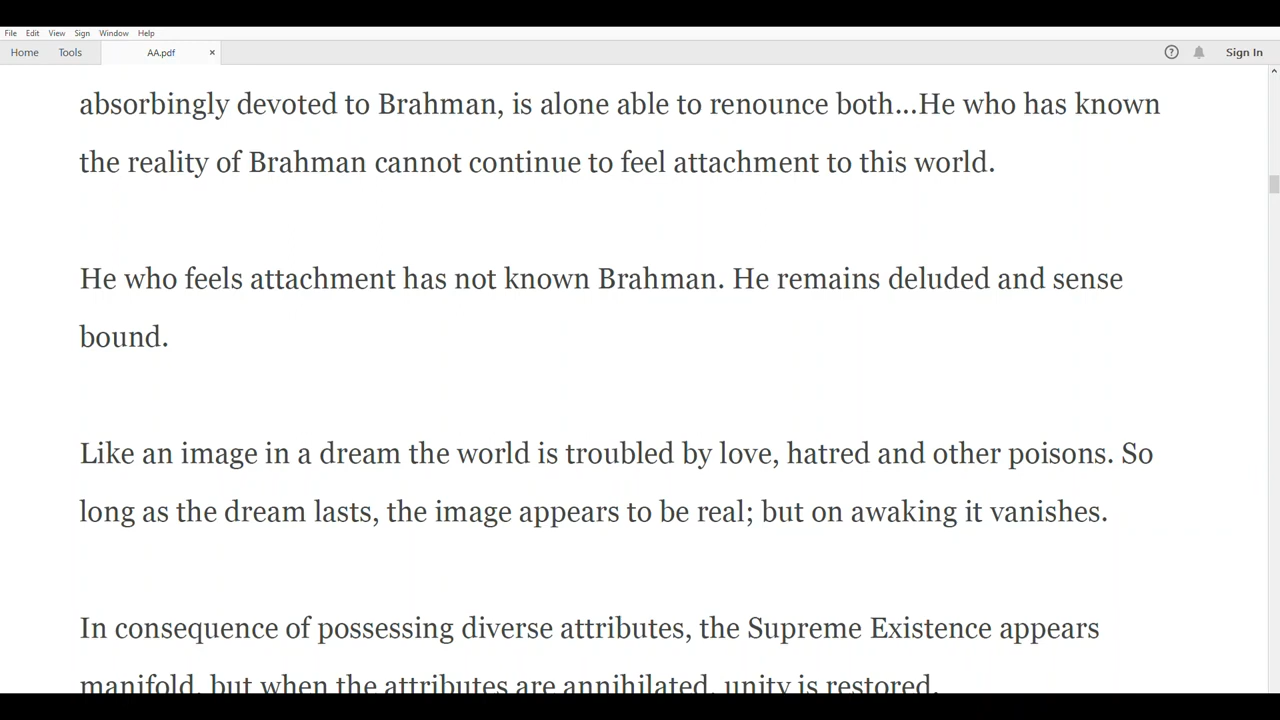 File Edit View Sign Window Help
Home Tools AA.pdf × ? Sign In
absorbingly devoted to Brahman, is alone able to renounce both...He who has known
the reality of Brahman cannot continue to feel attachment to this world.
He who feels attachment has not known Brahman. He remains deluded and sense
bound.
Like an image in a dream the world is troubled by love, hatred and other poisons. So
long as the dream lasts, the image appears to be real; but on awaking it vanishes.
In consequence of possessing diverse attributes, the Supreme Existence appears
manifold, but when the attributes are annihilated, unity is restored.